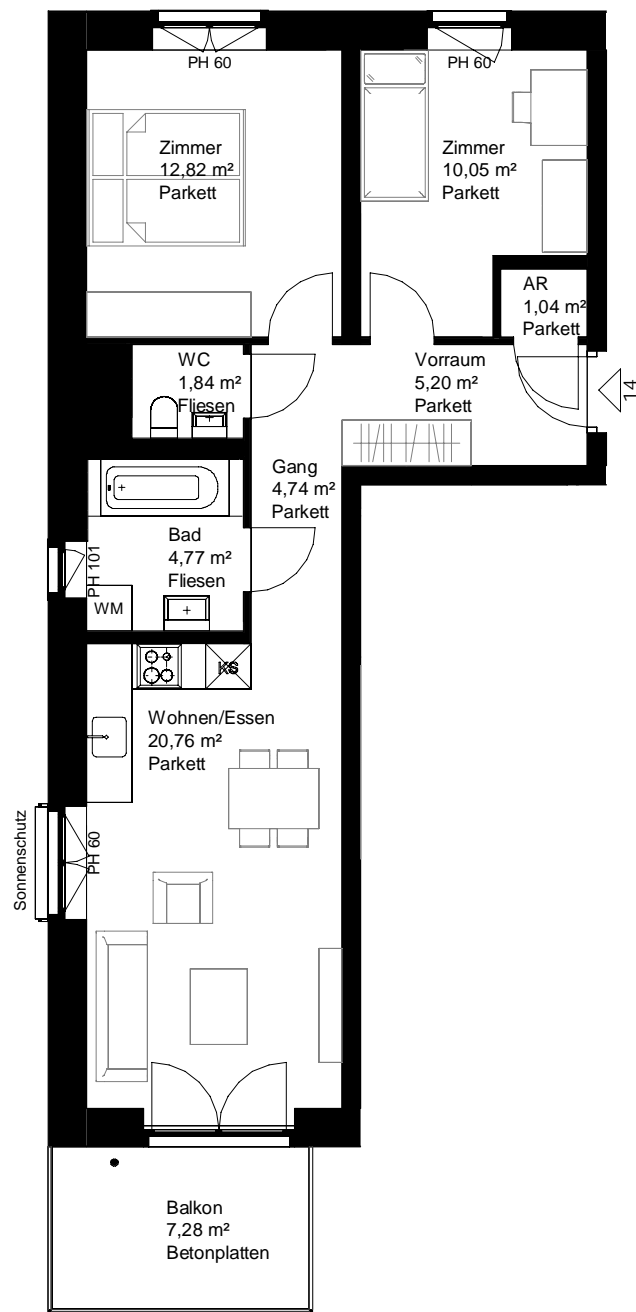 PH 60
PH 60
Zimmer
12,82 m²
Parkett
Zimmer
10,05 m²
Parkett
AR
1,04 m²
Parkett
WC
1,84 m²
Fliesen
Vorraum
5,20 m²
Parkett
14
Gang
4,74 m²
Parkett
Bad
4,77 m²
Fliesen
PH 101
WM
KS
Wohnen/Essen
20,76 m²
Parkett
Sonnenschutz
PH 60
Balkon
7,28 m²
Betonplatten